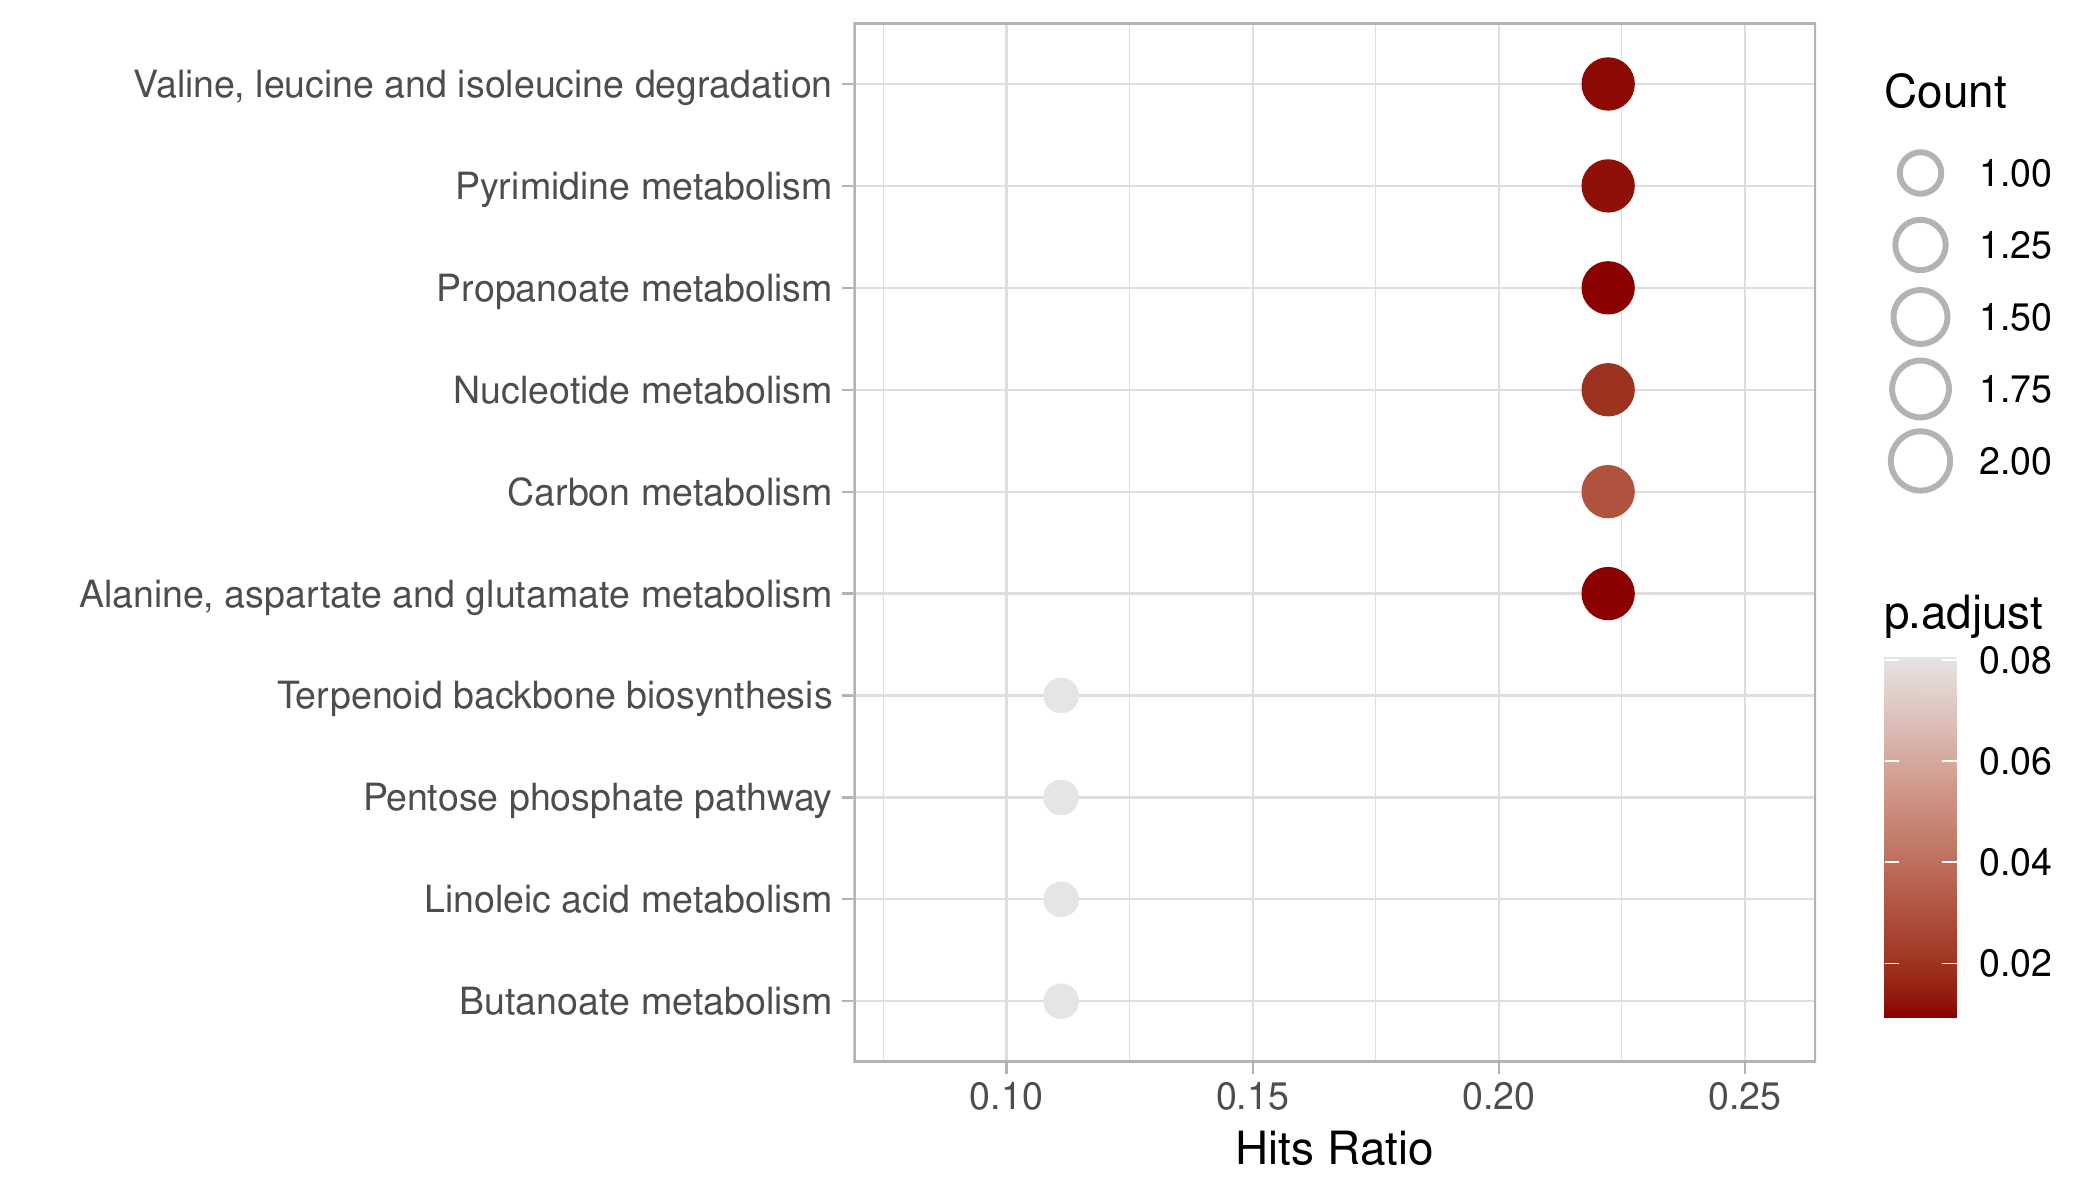 Valine, leucine and isoleucine degradation
Pyrimidine metabolism
Propanoate metabolism
Nucleotide metabolism
Carbon metabolism
Alanine, aspartate and glutamate metabolism
Terpenoid backbone biosynthesis
Pentose phosphate pathway
Linoleic acid metabolism
Butanoate metabolism
0.10 0.15 0.20 0.25
Hits Ratio
Count
1.00
1.25
1.50
1.75
2.00
p.adjust
0.08
0.06
0.04
0.02